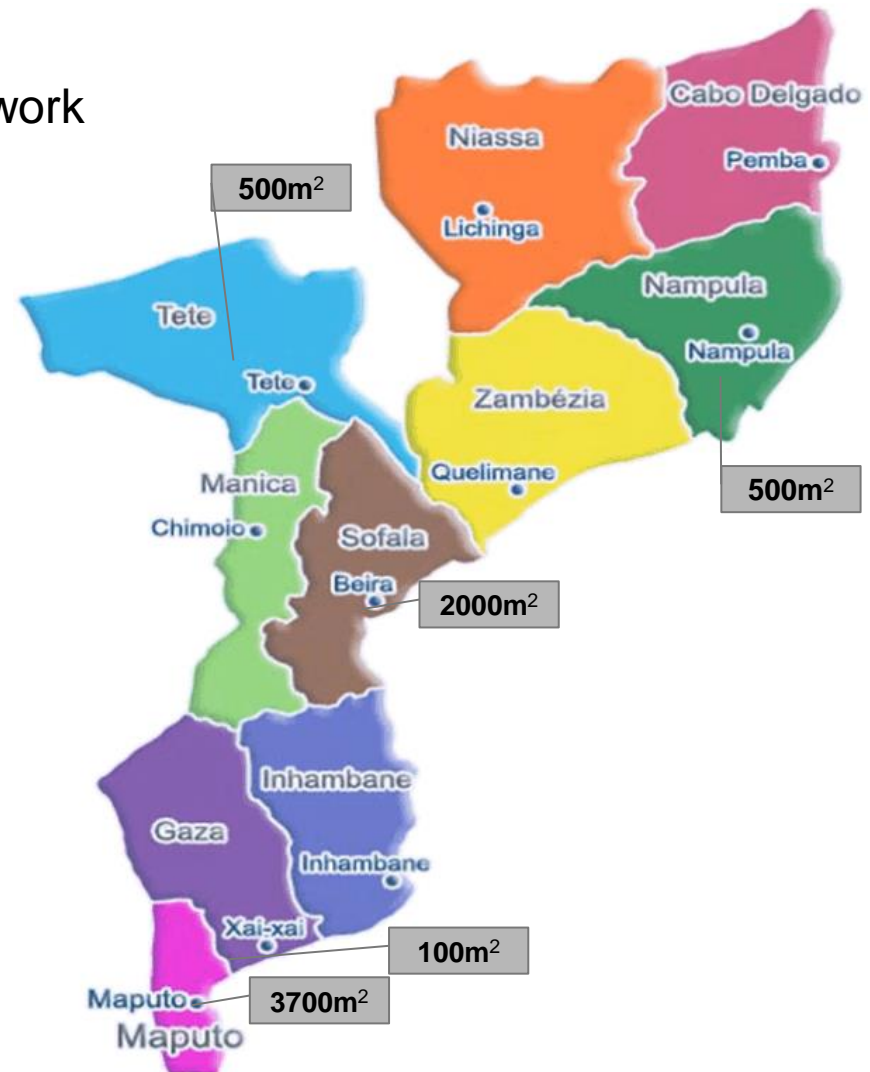 work
Cabo Delgado
Niassa
Pemba
500m²
Lichinga
Nampula
Tete
Nampula
Tete
Zambézia
Quelimane
Manica
500m²
Chimoio
Sofala
Beira
2000m²
Inhambane
Gaza
Inhambane
Xai-xai
100m²
Maputo
3700m²
Maputo